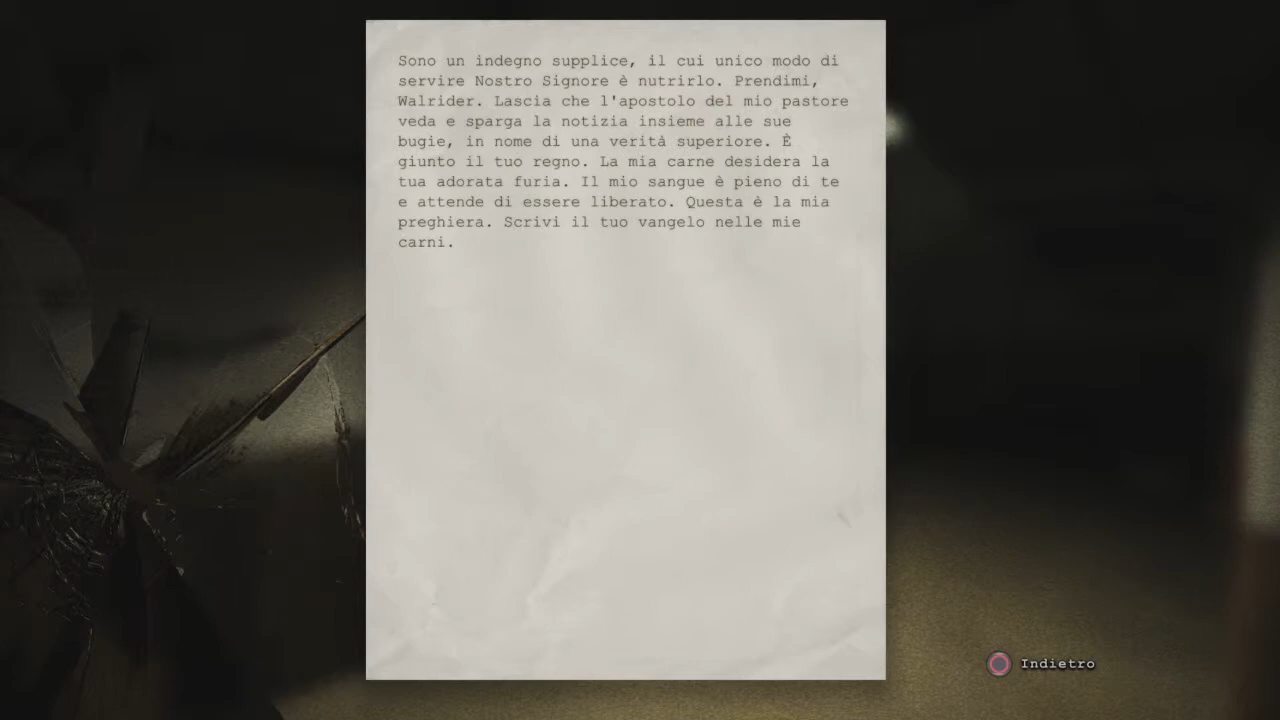 Sono un indegno supplice, il cui unico modo di
servire Nostro Signore è nutrirlo. Prendimi,
Walrider. Lascia che l'apostolo del mio pastore
veda e sparga la notizia insieme alle sue
bugie, in nome di una verità superiore. È
giunto il tuo regno. La mia carne desidera la
tua adorata furia. Il mio sangue è pieno di te
e attende di essere liberato. Questa è la mia
preghiera. Scrivi il tuo vangelo nelle mie
carni.
Indietro